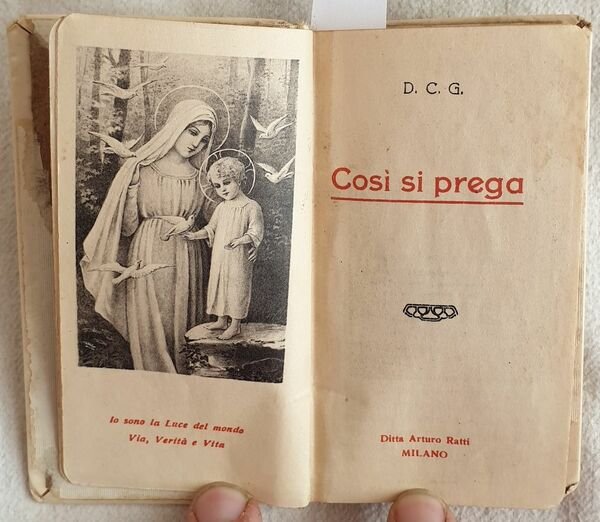 Io sono la Luce del mondo
Via, Verità e Vita
D. C. G.
Così si prega
Ditta Arturo Ratti
MILANO